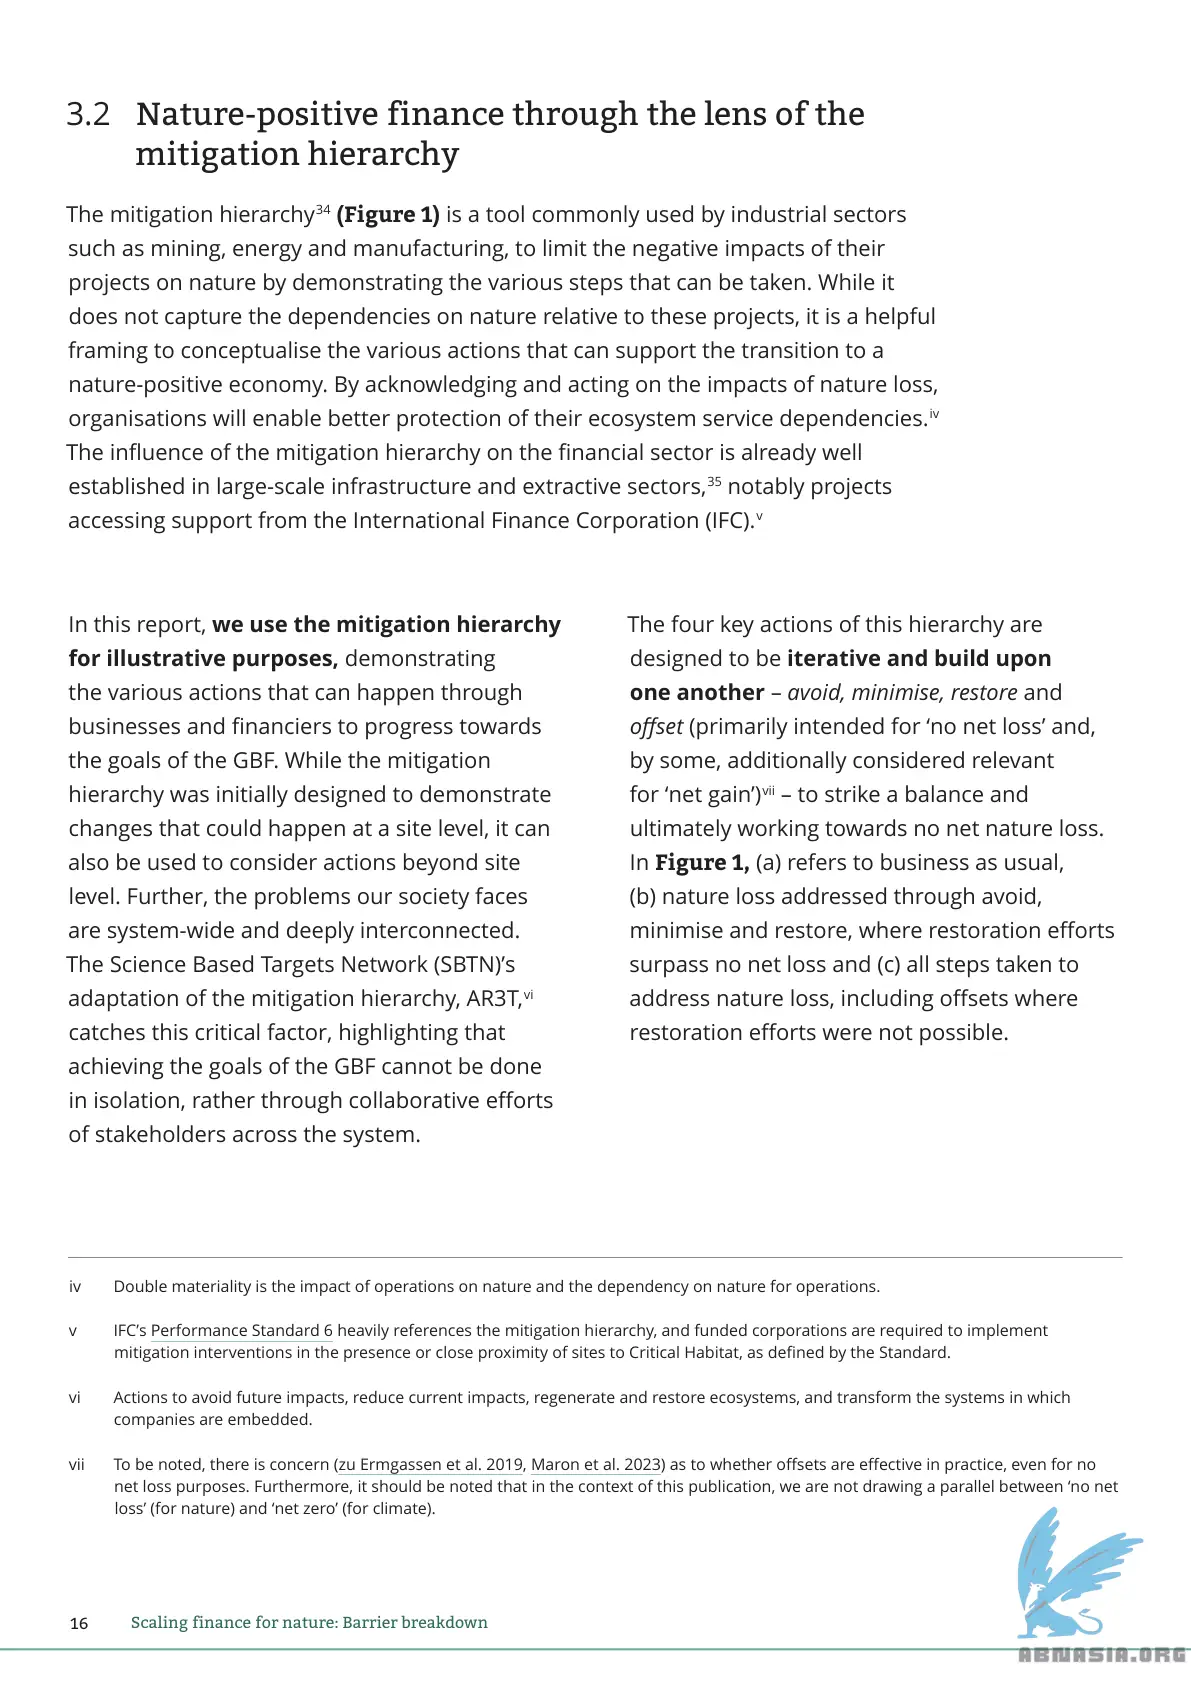 3.2 Nature-positive finance through the lens of the
mitigation hierarchy
The mitigation hierarchy34 (Figure 1) is a tool commonly used by industrial sectors
such as mining, energy and manufacturing, to limit the negative impacts of their
projects on nature by demonstrating the various steps that can be taken. While it
does not capture the dependencies on nature relative to these projects, it is a helpful
framing to conceptualise the various actions that can support the transition to a
nature-positive economy. By acknowledging and acting on the impacts of nature loss,
organisations will enable better protection of their ecosystem service dependencies.iv
The influence of the mitigation hierarchy on the financial sector is already well
established in large-scale infrastructure and extractive sectors,35 notably projects
accessing support from the International Finance Corporation (IFC).v
In this report, we use the mitigation hierarchy
for illustrative purposes, demonstrating
the various actions that can happen through
businesses and financiers to progress towards
the goals of the GBF. While the mitigation
hierarchy was initially designed to demonstrate
changes that could happen at a site level, it can
also be used to consider actions beyond site
level. Further, the problems our society faces
are system-wide and deeply interconnected.
The Science Based Targets Network (SBTN)’s
adaptation of the mitigation hierarchy, AR3T,vi
catches this critical factor, highlighting that
achieving the goals of the GBF cannot be done
in isolation, rather through collaborative efforts
of stakeholders across the system.
The four key actions of this hierarchy are
designed to be iterative and build upon
one another – avoid, minimise, restore and
offset (primarily intended for ‘no net loss’ and,
by some, additionally considered relevant
for ‘net gain’)vii – to strike a balance and
ultimately working towards no net nature loss.
In Figure 1, (a) refers to business as usual,
(b) nature loss addressed through avoid,
minimise and restore, where restoration efforts
surpass no net loss and (c) all steps taken to
address nature loss, including offsets where
restoration efforts were not possible.
iv Double materiality is the impact of operations on nature and the dependency on nature for operations.
v IFC’s Performance Standard 6 heavily references the mitigation hierarchy, and funded corporations are required to implement
mitigation interventions in the presence or close proximity of sites to Critical Habitat, as defined by the Standard.
vi Actions to avoid future impacts, reduce current impacts, regenerate and restore ecosystems, and transform the systems in which
companies are embedded.
vii To be noted, there is concern (zu Ermgassen et al. 2019, Maron et al. 2023) as to whether offsets are effective in practice, even for no
net loss purposes. Furthermore, it should be noted that in the context of this publication, we are not drawing a parallel between ‘no net
loss’ (for nature) and ‘net zero’ (for climate).
16 Scaling finance for nature: Barrier breakdown
ABNASIA.ORG